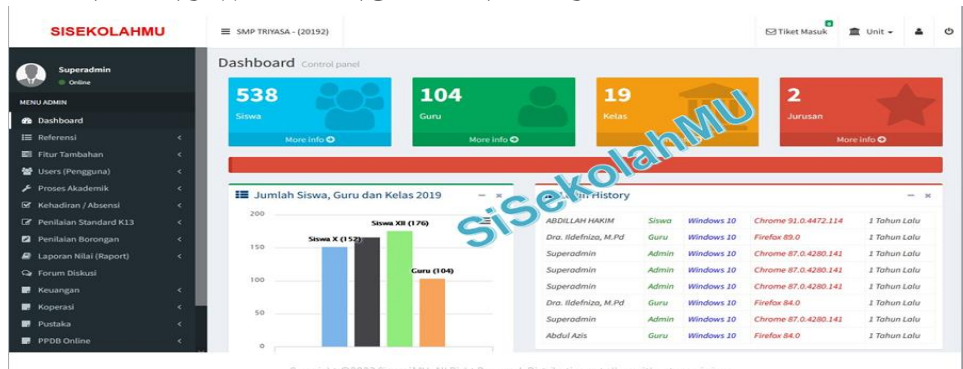 SISEKOLAHMU
SMP TRIYASA - (20192)
Tiket Masuk
Unit
Superadmin
Online
MENU ADMIN
Dashboard
Referensi
Fitur Tambahan
Users (Pengguna)
Proses Akademik
Kehadiran / Absensi
Penilaian Standard K13
Penilaian Borongan
Laporan Nilai (Raport)
Forum Diskusi
Keuangan
Koperasi
Pustaka
PPDB Online
Dashboard Control panel
538
Siswa
More info
104
Guru
More info
19
Kelas
2
Jurusan
More info
SiSekolahMU
Jumlah Siswa, Guru dan Kelas 2019
200
150
100
50
0
Siswa X (152)
Siswa XII (176)
Guru (104)
History
ABDILLAH HAKIM Siswa Windows 10 Chrome 91.0.4472.114 1 Tahun Lalu
Dra. Ildefniza, M.Pd Guru Windows 10 Firefox 89.0 1 Tahun Lalu
Superadmin Admin Windows 10 Chrome 87.0.4280.141 1 Tahun Lalu
Superadmin Admin Windows 10 Chrome 87.0.4280.141 1 Tahun Lalu
Superadmin Admin Windows 10 Chrome 87.0.4280.141 1 Tahun Lalu
Dra. Ildefniza, M.Pd Guru Windows 10 Firefox 84.0 1 Tahun Lalu
Superadmin Admin Windows 10 Chrome 87.0.4280.141 1 Tahun Lalu
Abdul Azis Guru Windows 10 Firefox 84.0 1 Tahun Lalu